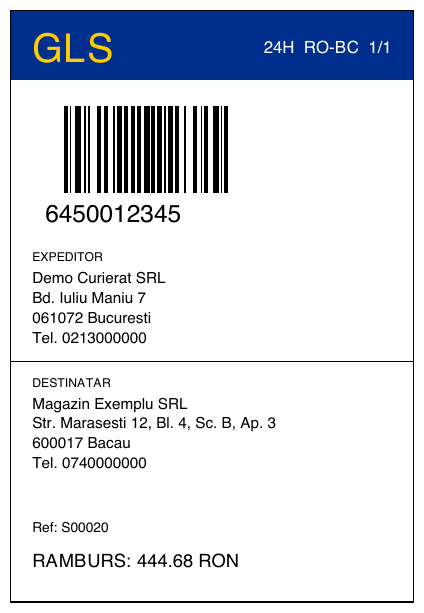 GLS
24H RO-BC 1/1
6450012345
EXPEDITOR
Demo Curierat SRL
Bd. Iuliu Maniu 7
061072 Bucuresti
Tel. 0213000000
DESTINATAR
Magazin Exemplu SRL
Str. Marasesti 12, Bl. 4, Sc. B, Ap. 3
600017 Bacau
Tel. 0740000000
Ref: S00020
RAMBURS: 444.68 RON